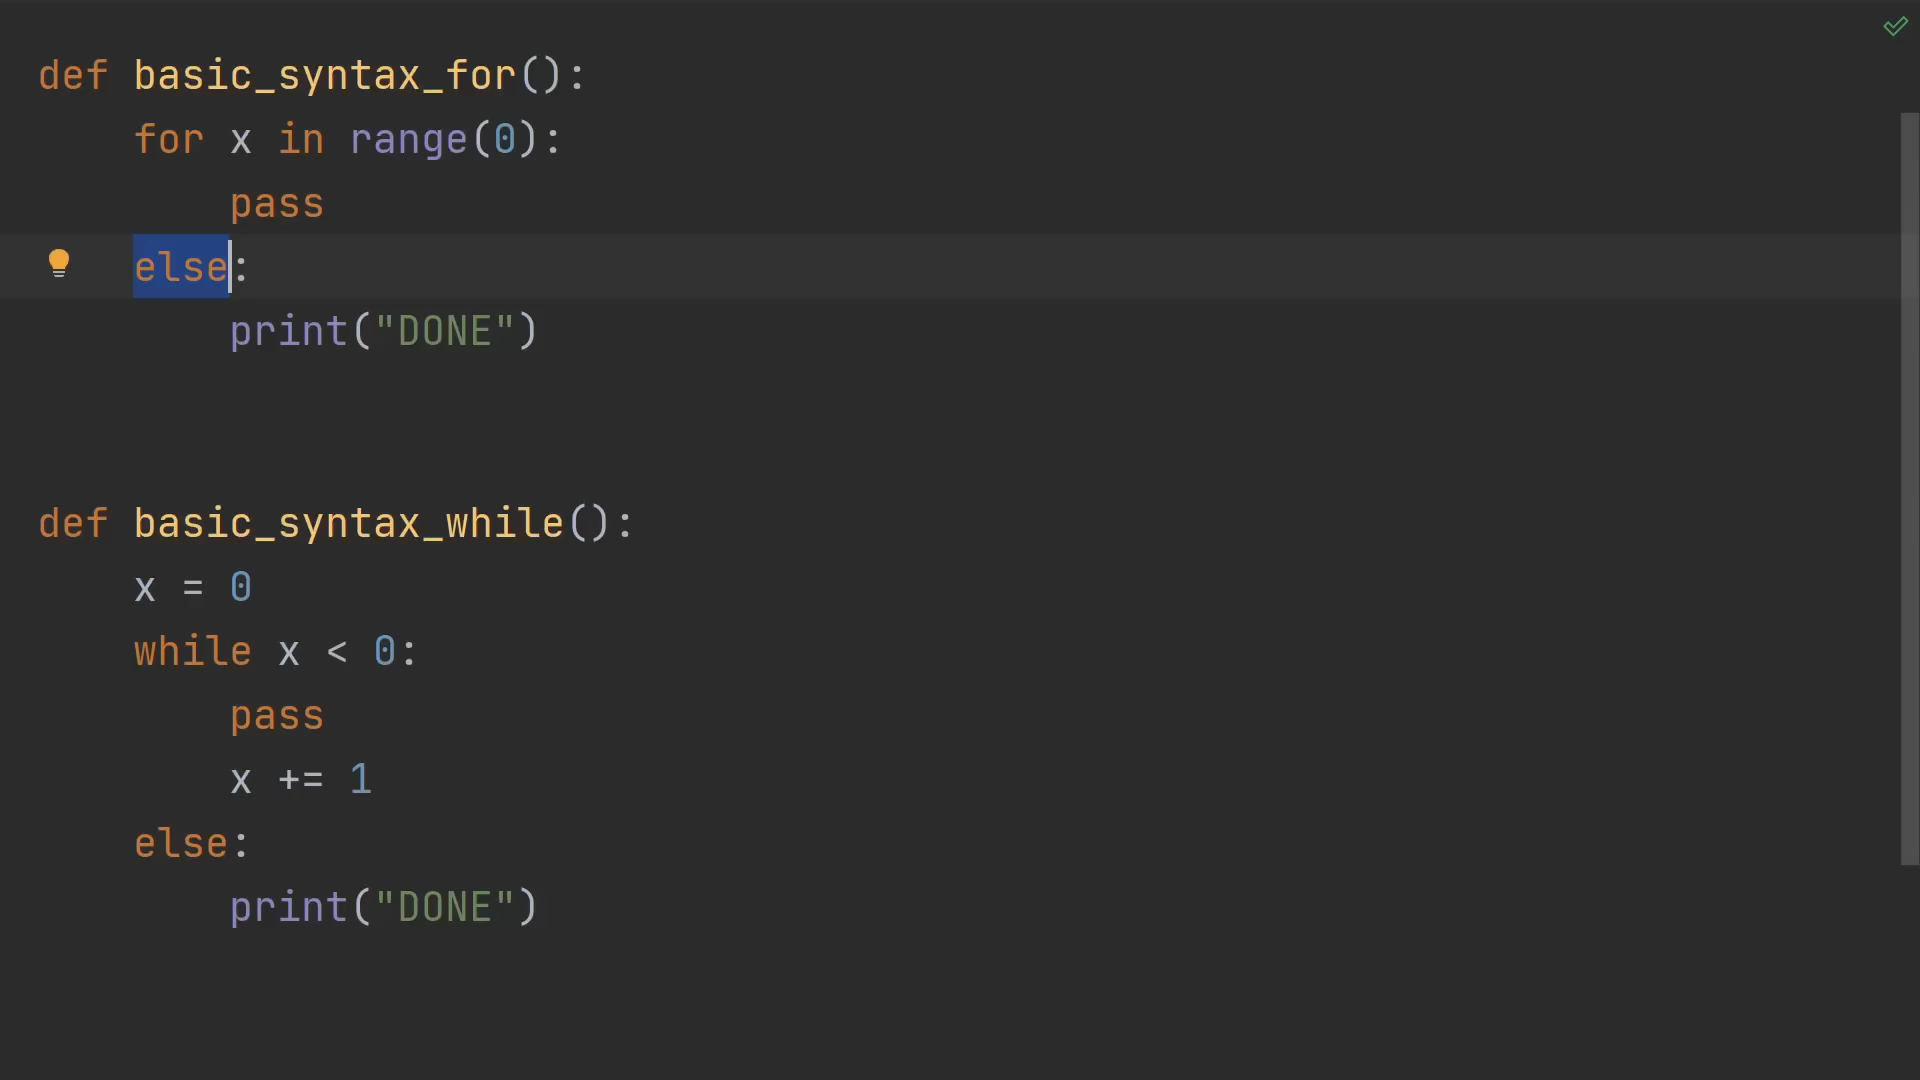 def basic_syntax_for():
    for x in range(0):
        pass
    else:
        print("DONE")
def basic_syntax_while():
    x = 0
    while x < 0:
        pass
        x += 1
    else:
        print("DONE")